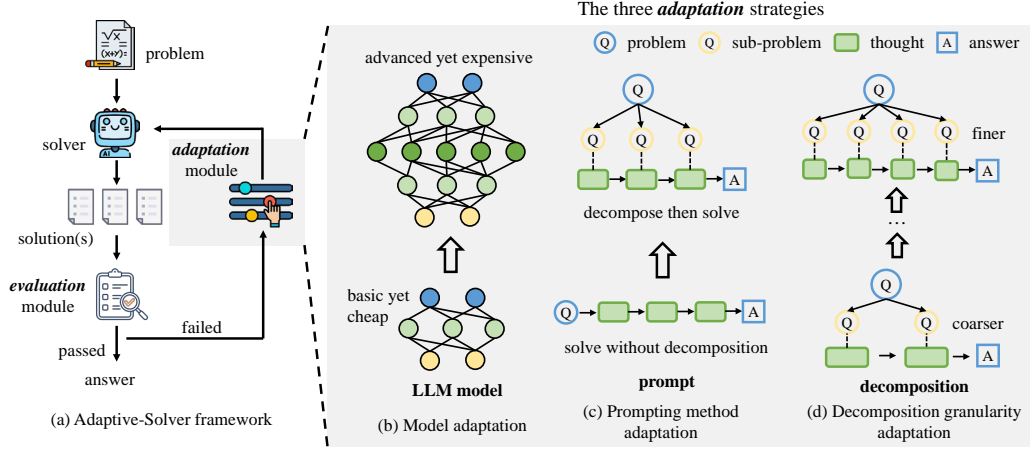 The three adaptation strategies
Q problem Q sub-problem thought A answer
problem
solver
AI
adaptation
module
solution(s)
evaluation
module
failed
passed
answer
(a) Adaptive-Solver framework
advanced yet expensive
basic yet
cheap
LLM model
(b) Model adaptation
Q
Q Q Q
A
decompose then solve
Q A
solve without decomposition
prompt
(c) Prompting method
adaptation
Q
Q Q Q Q finer
A
...
Q
Q Q coarser
A
decomposition
(d) Decomposition granularity
adaptation